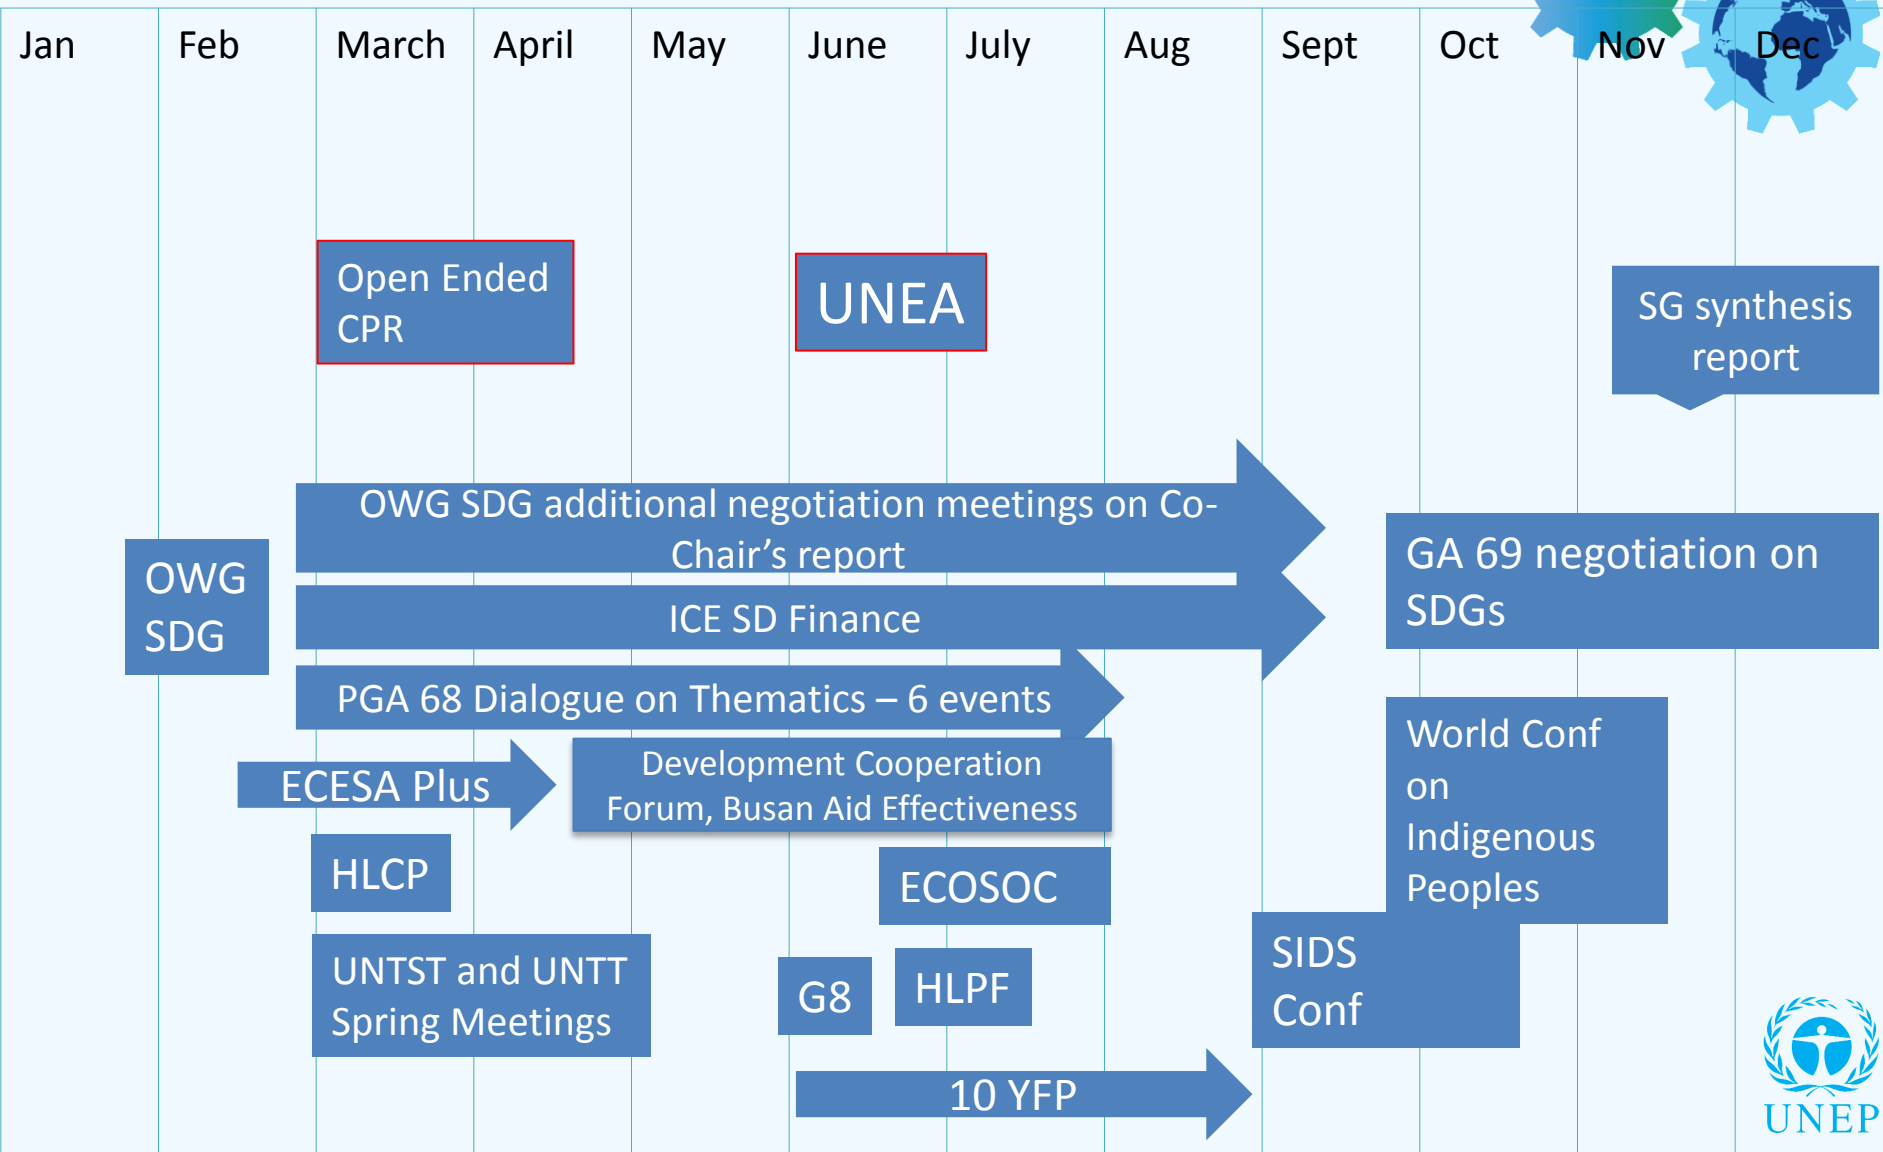 Jan Feb March April May June July Aug Sept Oct Nov Dec
Open Ended
CPR
UNEA
SG synthesis
report
OWG SDG additional negotiation meetings on Co-
Chair’s report
OWG
SDG
GA 69 negotiation on
SDGs
ICE SD Finance
PGA 68 Dialogue on Thematics – 6 events
World Conf
on
Indigenous
Peoples
ECESA Plus
Development Cooperation
Forum, Busan Aid Effectiveness
HLCP
ECOSOC
UNTST and UNTT
Spring Meetings
G8
HLPF
SIDS
Conf
10 YFP
UNEP